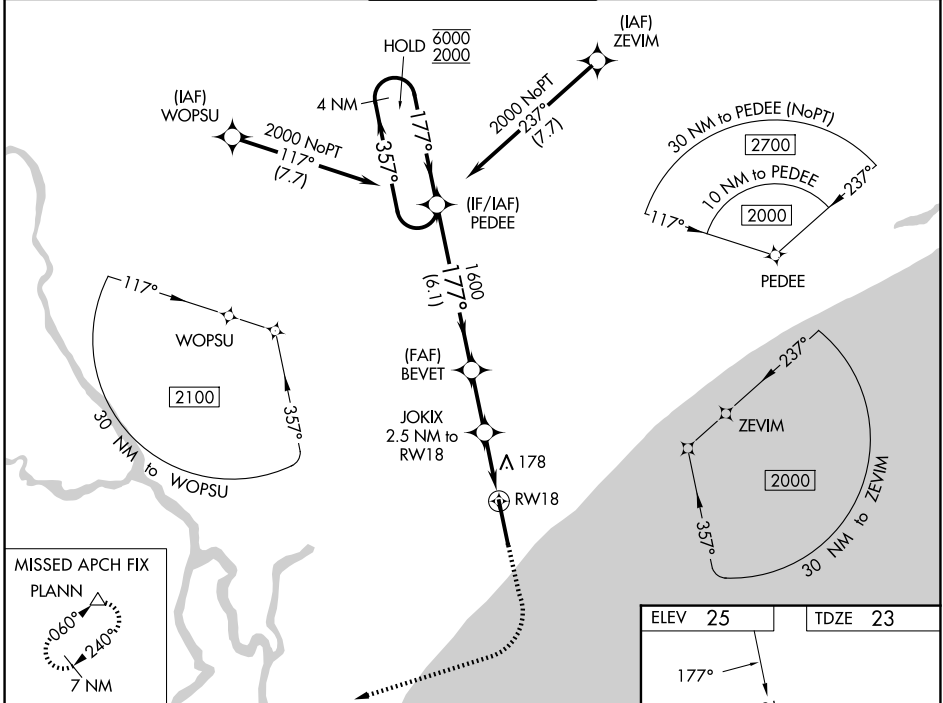 (IAF)
ZEVIM
HOLD 6000
2000
4 NM
(IAF)
WOPSU
2000 NoPT
117°
(7.7)
2000 NoPT
237°
(7.7)
177°
357°
(IF/IAF)
PEDEE
30 NM to PEDEE (NoPT)
2700
10 NM to PEDEE
2000
117°
237°
PEDEE
1600
177°
(6.1)
117°
WOPSU
2100
357°
30 NM to WOPSU
(FAF)
BEVET
JOKIX
2.5 NM to
RW18
178
RW18
237°
ZEVIM
2000
357°
30 NM to ZEVIM
MISSED APCH FIX
PLANN
060°
240°
7 NM
ELEV 25
TDZE 23
177°